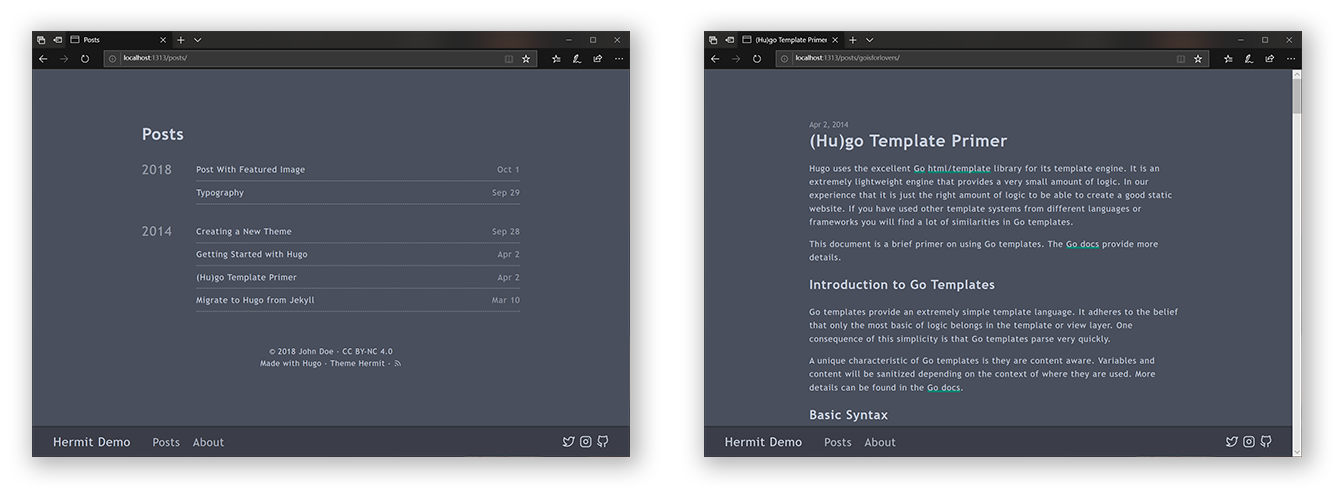 Posts
localhost:1313/posts/
Posts
2018
Post With Featured Image Oct 1
Typography Sep 29
2014
Creating a New Theme Sep 28
Getting Started with Hugo Apr 2
(Hu)go Template Primer Apr 2
Migrate to Hugo from Jekyll Mar 10
© 2018 John Doe · CC BY-NC 4.0
Made with Hugo · Theme Hermit ·
Hermit Demo Posts About
(Hu)go Template Primer
localhost:1313/posts/goisforlovers/
Apr 2, 2014
(Hu)go Template Primer
Hugo uses the excellent Go html/template library for its template engine. It is an
extremely lightweight engine that provides a very small amount of logic. In our
experience that it is just the right amount of logic to be able to create a good static
website. If you have used other template systems from different languages or
frameworks you will find a lot of similarities in Go templates.
This document is a brief primer on using Go templates. The Go docs provide more
details.
Introduction to Go Templates
Go templates provide an extremely simple template language. It adheres to the belief
that only the most basic of logic belongs in the template or view layer. One
consequence of this simplicity is that Go templates parse very quickly.
A unique characteristic of Go templates is they are content aware. Variables and
content will be sanitized depending on the context of where they are used. More
details can be found in the Go docs.
Basic Syntax
Hermit Demo Posts About